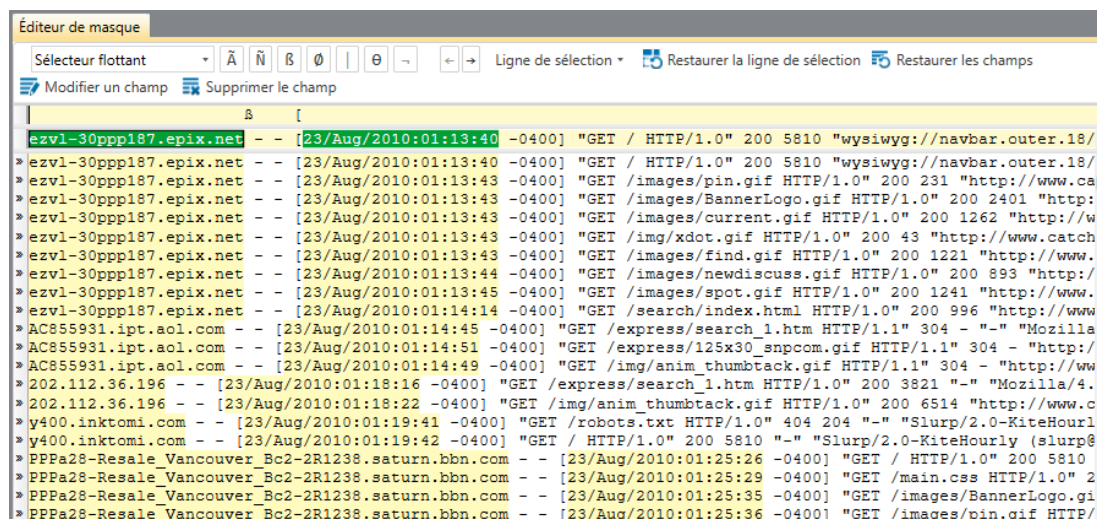 Éditeur de masque
Sélecteur flottant Ã Ñ ß Ø | Ɵ ¬ ← → Ligne de sélection Restaurer la ligne de sélection Restaurer les champs
Modifier un champ Supprimer le champ
ß [
ezvl-30ppp187.epix.net - - [23/Aug/2010:01:13:40 -0400] "GET / HTTP/1.0" 200 5810 "wysiwyg://navbar.outer.18/
» ezvl-30ppp187.epix.net - - [23/Aug/2010:01:13:40 -0400] "GET / HTTP/1.0" 200 5810 "wysiwyg://navbar.outer.18/
» ezvl-30ppp187.epix.net - - [23/Aug/2010:01:13:43 -0400] "GET /images/pin.gif HTTP/1.0" 200 231 "http://www.ca
» ezvl-30ppp187.epix.net - - [23/Aug/2010:01:13:43 -0400] "GET /images/BannerLogo.gif HTTP/1.0" 200 2401 "http:
» ezvl-30ppp187.epix.net - - [23/Aug/2010:01:13:43 -0400] "GET /images/current.gif HTTP/1.0" 200 1262 "http://w
» ezvl-30ppp187.epix.net - - [23/Aug/2010:01:13:43 -0400] "GET /img/xdot.gif HTTP/1.0" 200 43 "http://www.catch
» ezvl-30ppp187.epix.net - - [23/Aug/2010:01:13:43 -0400] "GET /images/find.gif HTTP/1.0" 200 1221 "http://www.
» ezvl-30ppp187.epix.net - - [23/Aug/2010:01:13:44 -0400] "GET /images/newdiscuss.gif HTTP/1.0" 200 893 "http:/
» ezvl-30ppp187.epix.net - - [23/Aug/2010:01:13:45 -0400] "GET /images/spot.gif HTTP/1.0" 200 1241 "http://www.
» ezvl-30ppp187.epix.net - - [23/Aug/2010:01:14:14 -0400] "GET /search/index.html HTTP/1.0" 200 996 "http://www
» AC855931.ipt.aol.com - - [23/Aug/2010:01:14:45 -0400] "GET /express/search_1.htm HTTP/1.1" 304 - "-" "Mozilla
» AC855931.ipt.aol.com - - [23/Aug/2010:01:14:51 -0400] "GET /express/125x30_snpcom.gif HTTP/1.1" 304 - "http:/
» AC855931.ipt.aol.com - - [23/Aug/2010:01:14:49 -0400] "GET /img/anim_thumbtack.gif HTTP/1.1" 304 - "http://ww
» 202.112.36.196 - - [23/Aug/2010:01:18:16 -0400] "GET /express/search_1.htm HTTP/1.0" 200 3821 "-" "Mozilla/4.
» 202.112.36.196 - - [23/Aug/2010:01:18:22 -0400] "GET /img/anim_thumbtack.gif HTTP/1.0" 200 6514 "http://www.c
» y400.inktomi.com - - [23/Aug/2010:01:19:41 -0400] "GET /robots.txt HTTP/1.0" 404 204 "-" "Slurp/2.0-KiteHourl
» y400.inktomi.com - - [23/Aug/2010:01:19:42 -0400] "GET / HTTP/1.0" 200 5810 "-" "Slurp/2.0-KiteHourly (slurp@
» PPPa28-Resale_Vancouver_Bc2-2R1238.saturn.bbn.com - - [23/Aug/2010:01:25:26 -0400] "GET / HTTP/1.0" 200 5810
» PPPa28-Resale_Vancouver_Bc2-2R1238.saturn.bbn.com - - [23/Aug/2010:01:25:29 -0400] "GET /main.css HTTP/1.0" 2
» PPPa28-Resale_Vancouver_Bc2-2R1238.saturn.bbn.com - - [23/Aug/2010:01:25:35 -0400] "GET /images/BannerLogo.gi
» PPPa28-Resale_Vancouver_Bc2-2R1238.saturn.bbn.com - - [23/Aug/2010:01:25:36 -0400] "GET /images/pin.gif HTTP/